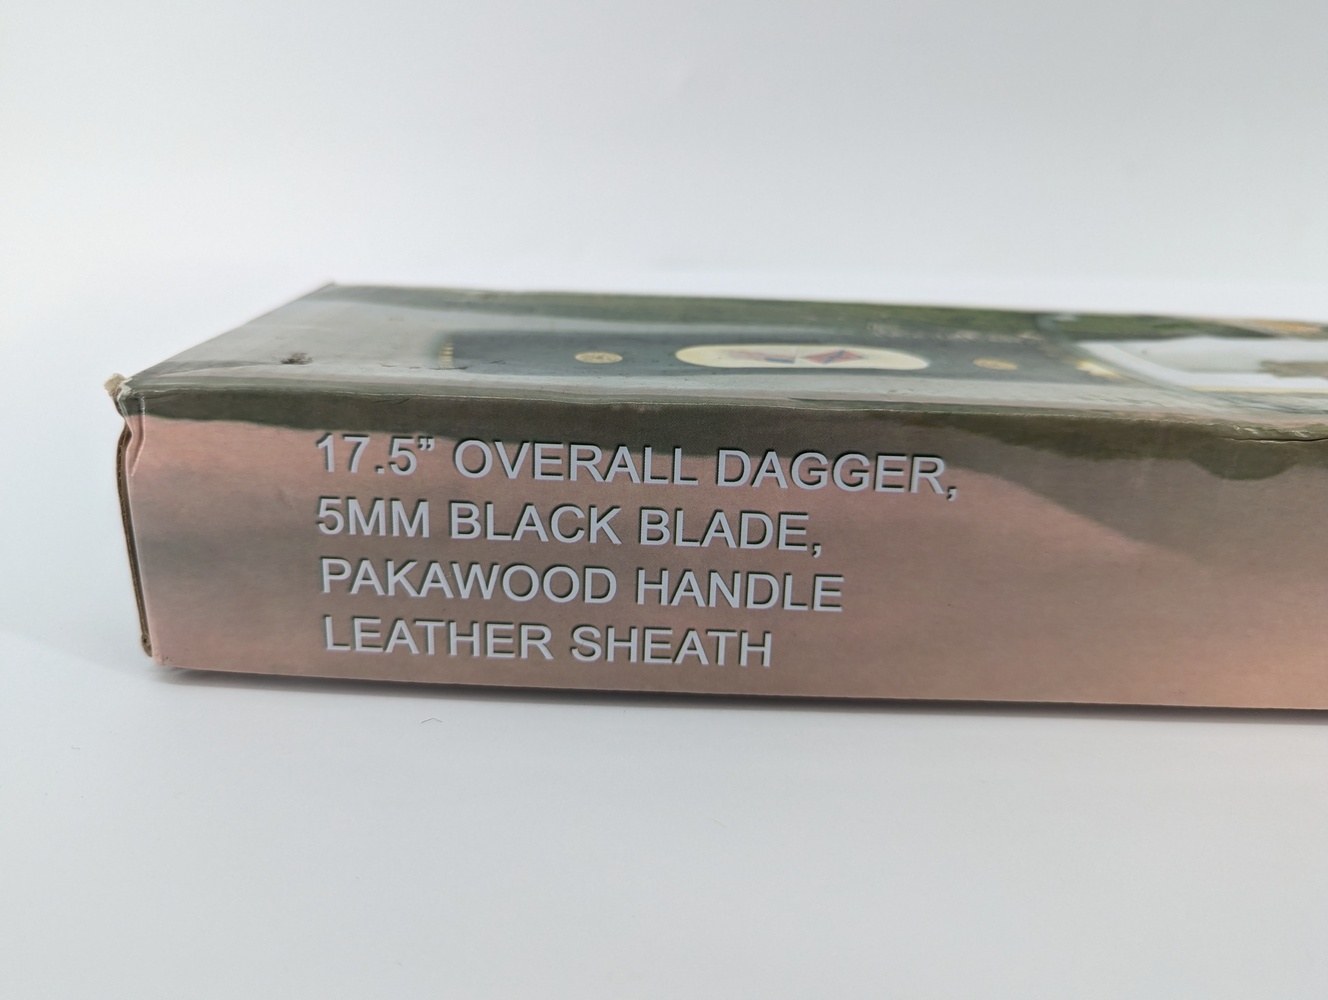 17.5” OVERALL DAGGER,
5MM BLACK BLADE,
PAKAWOOD HANDLE
LEATHER SHEATH